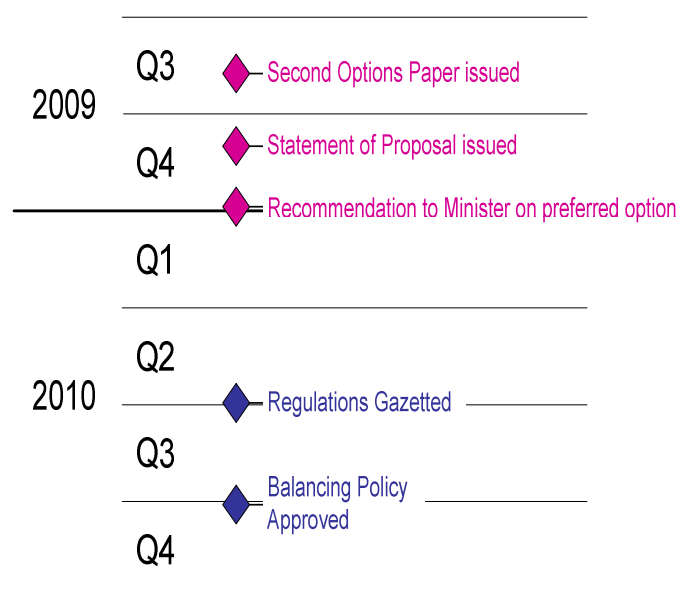 2009
Q3
Second Options Paper issued
Q4
Statement of Proposal issued
Recommendation to Minister on preferred option
2010
Q1
Q2
Regulations Gazetted
Q3
Balancing Policy
Approved
Q4